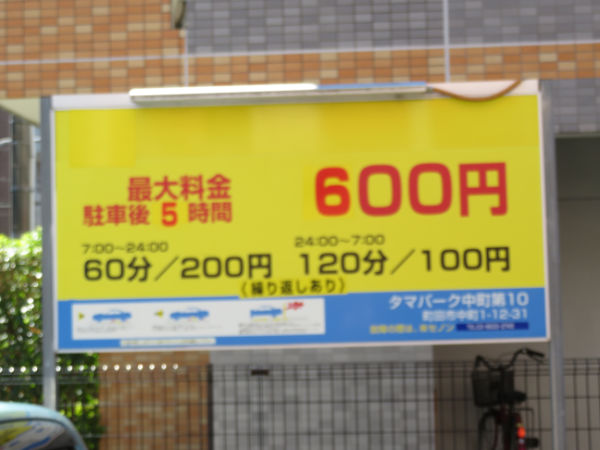 最大料金
駐車後5時間
600円
7:00〜24:00
60分/200円
24:00〜7:00
120分/100円
(繰り返しあり)
タマパーク中町第10
町田市中町1-12-31